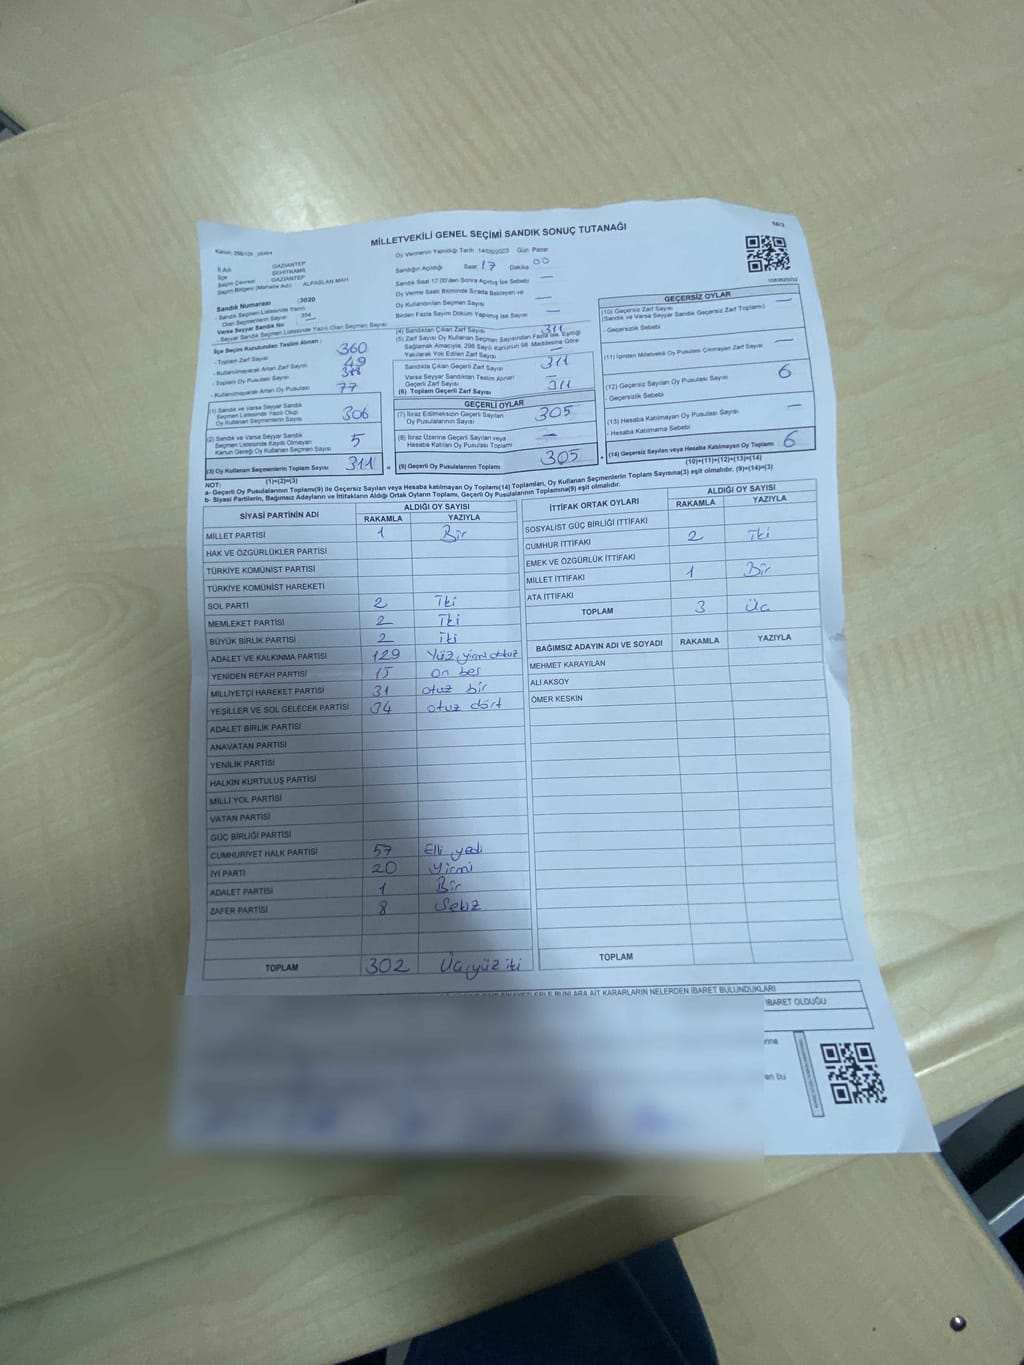 MİLLETVEKİLİ GENEL SEÇİMİ SANDIK SONUÇ TUTANAĞI
İl Adı : GAZİANTEP
İlçe : ŞEHİTKAMİL
Seçim Çevresi : GAZİANTEP
Seçim Bölgesi (Mahalle Adı) : ALPASLAN MAH
Sandık Numarası :3020
- Sandık Seçmen Listesinde Yazılı
Olan Seçmenlerin Sayısı : 354
Varsa Seyyar Sandık No : —
- Seyyar Sandık Seçmen Listesinde Yazılı Olan Seçmen Sayısı
İlçe Seçim Kurulundan Teslim Alınan ;
- Toplam Zarf Sayısı 360
- Kullanılmayarak Artan Zarf Sayısı 49
- Toplam Oy Pusulası Sayısı
- Kullanılmayarak Artan Oy Pusulası 77
(1) Sandık ve Varsa Seyyar Sandık
Seçmen Listesinde Yazılı Olup
Oy Kullanan Seçmenlerin Sayısı 306
(2) Sandık ve Varsa Seyyar Sandık
Seçmen Listesinde Kayıtlı Olmayan
Kanun Gereği Oy Kullanan Seçmen Sayısı 5
(3) Oy Kullanan Seçmenlerin Toplam Sayısı 311
(1)+(2)=(3)
Oy Vermenin Yapıldığı Tarih :14/05/2023 Gün: Pazar
Sandığın Açıldığı Saat :17 Dakika :00
Sandık Saat 17:00'den Sonra Açılmış İse Sebebi : —
Oy Verme Saati Bitiminde Sırada Bekleyen ve
Oy Kullandırılan Seçmen Sayısı : —
Birden Fazla Sayım Döküm Yapılmış İse Sayısı : —
(4) Sandıktan Çıkan Zarf Sayısı 311
(5) Zarf Sayısı Oy Kullanan Seçmen Sayısından Fazla İse, Eşitliği
Sağlamak Amacıyla, 298 Sayılı Kanunun 98. Maddesine Göre
Yakılarak Yok Edilen Zarf Sayısı —
Sandıkta Çıkan Geçerli Zarf Sayısı 311
Varsa Seyyar Sandıktan Teslim Alınan
Geçerli Zarf Sayısı —
(6) Toplam Geçerli Zarf Sayısı 311
GEÇERLİ OYLAR
(7) İtiraz Edilmeksizin Geçerli Sayılan
Oy Pusulalarının Sayısı 305
(8) İtiraz Üzerine Geçerli Sayılan veya
Hesaba Katılan Oy Pusulası Toplamı —
(9) Geçerli Oy Pusulalarının Toplamı 305
M/3
GEÇERSİZ OYLAR
(10) Geçersiz Zarf Sayısı —
(Sandık ve Varsa Seyyar Sandık Geçersiz Zarf Toplamı)
- Geçersizlik Sebebi
(11) İçinden Milletvekili Oy Pusulası Çıkmayan Zarf Sayısı —
(12) Geçersiz Sayılan Oy Pusulası Sayısı 6
- Geçersizlik Sebebi
(13) Hesaba Katılmayan Oy Pusulası Sayısı —
- Hesaba Katılmama Sebebi
(14) Geçersiz Sayılan veya Hesaba Katılmayan Oy Toplamı 6
(10)+(11)+(12)+(13)=(14)
NOT:
a- Geçerli Oy Pusulalarının Toplamı(9) ile Geçersiz Sayılan veya Hesaba katılmayan Oy Toplamı(14) Toplamları, Oy Kullanan Seçmenlerin Toplam Sayısına(3) eşit olmalıdır. (9)+(14)=(3)
b- Siyasi Partilerin, Bağımsız Adayların ve İttifakların Aldığı Ortak Oyların Toplamı, Geçerli Oy Pusulalarının Toplamına(9) eşit olmalıdır.
SİYASİ PARTİNİN ADI ALDIĞI OY SAYISI
RAKAMLA YAZIYLA
MİLLET PARTİSİ 1 Bir
HAK VE ÖZGÜRLÜKLER PARTİSİ
TÜRKİYE KOMÜNİST PARTİSİ
TÜRKİYE KOMÜNİST HAREKETİ
SOL PARTİ 2 İki
MEMLEKET PARTİSİ 2 İki
BÜYÜK BİRLİK PARTİSİ 2 İki
ADALET VE KALKINMA PARTİSİ 129 Yüz yirmi dokuz
YENİDEN REFAH PARTİSİ 15 on beş
MİLLİYETÇİ HAREKET PARTİSİ 31 otuz bir
YEŞİLLER VE SOL GELECEK PARTİSİ 34 otuz dört
ADALET BİRLİK PARTİSİ
ANAVATAN PARTİSİ
YENİLİK PARTİSİ
HALKIN KURTULUŞ PARTİSİ
MİLLİ YOL PARTİSİ
VATAN PARTİSİ
GÜÇ BİRLİĞİ PARTİSİ
CUMHURİYET HALK PARTİSİ 57 Elli yedi
İYİ PARTİ 20 Yirmi
ADALET PARTİSİ 1 Bir
ZAFER PARTİSİ 8 Sekiz
TOPLAM 302 Üç yüz iki
İTTİFAK ORTAK OYLARI ALDIĞI OY SAYISI
RAKAMLA YAZIYLA
SOSYALİST GÜÇ BİRLİĞİ İTTİFAKI
CUMHUR İTTİFAKI 2 İki
EMEK VE ÖZGÜRLÜK İTTİFAKI
MİLLET İTTİFAKI 1 Bir
ATA İTTİFAKI
TOPLAM 3 Üç
BAĞIMSIZ ADAYIN ADI VE SOYADI RAKAMLA YAZIYLA
MEHMET KARAYILAN
ALİ AKSOY
ÖMER KESKİN
TOPLAM
BUNLARA AİT KARARLARIN NELERDEN İBARET BULUNDUKLARI
İBARET OLDUĞU
en bu